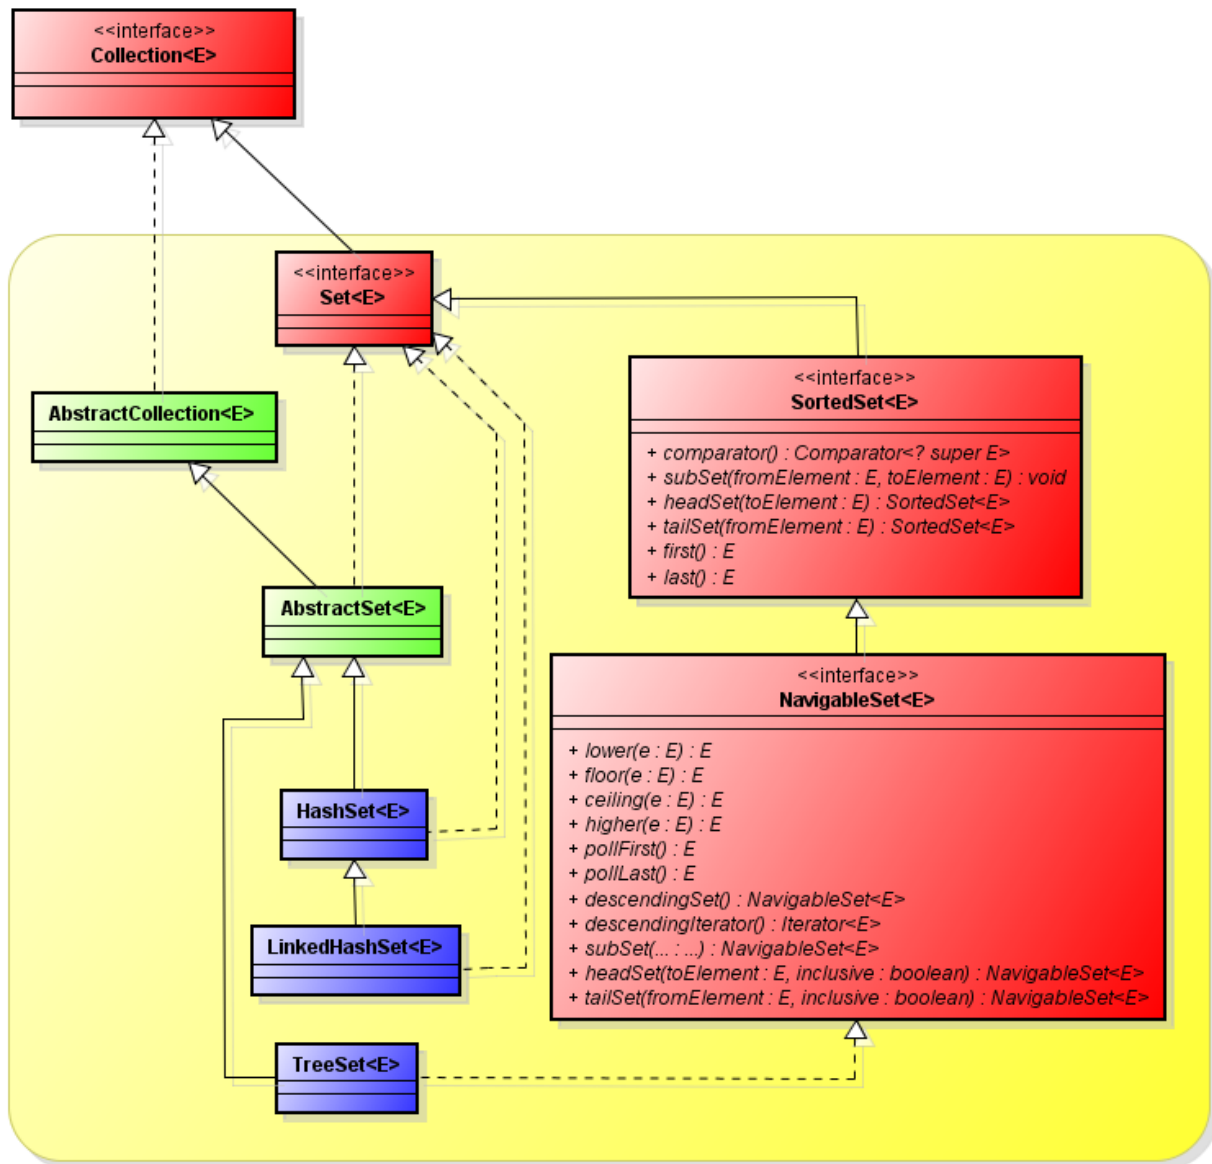 <<interface>>
Collection<E>
<<interface>>
Set<E>
<<interface>>
SortedSet<E>
+ comparator() : Comparator<? super E>
+ subSet(fromElement : E, toElement : E) : void
+ headSet(toElement : E) : SortedSet<E>
+ tailSet(fromElement : E) : SortedSet<E>
+ first() : E
+ last() : E
AbstractCollection<E>
AbstractSet<E>
<<interface>>
NavigableSet<E>
+ lower(e : E) : E
+ floor(e : E) : E
+ ceiling(e : E) : E
+ higher(e : E) : E
+ pollFirst() : E
+ pollLast() : E
+ descendingSet() : NavigableSet<E>
+ descendingIterator() : Iterator<E>
+ subSet(... : ...) : NavigableSet<E>
+ headSet(toElement : E, inclusive : boolean) : NavigableSet<E>
+ tailSet(fromElement : E, inclusive : boolean) : NavigableSet<E>
HashSet<E>
LinkedHashSet<E>
TreeSet<E>